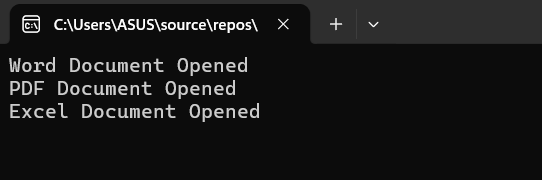 C:\Users\ASUS\source\repos\
Word Document Opened
PDF Document Opened
Excel Document Opened